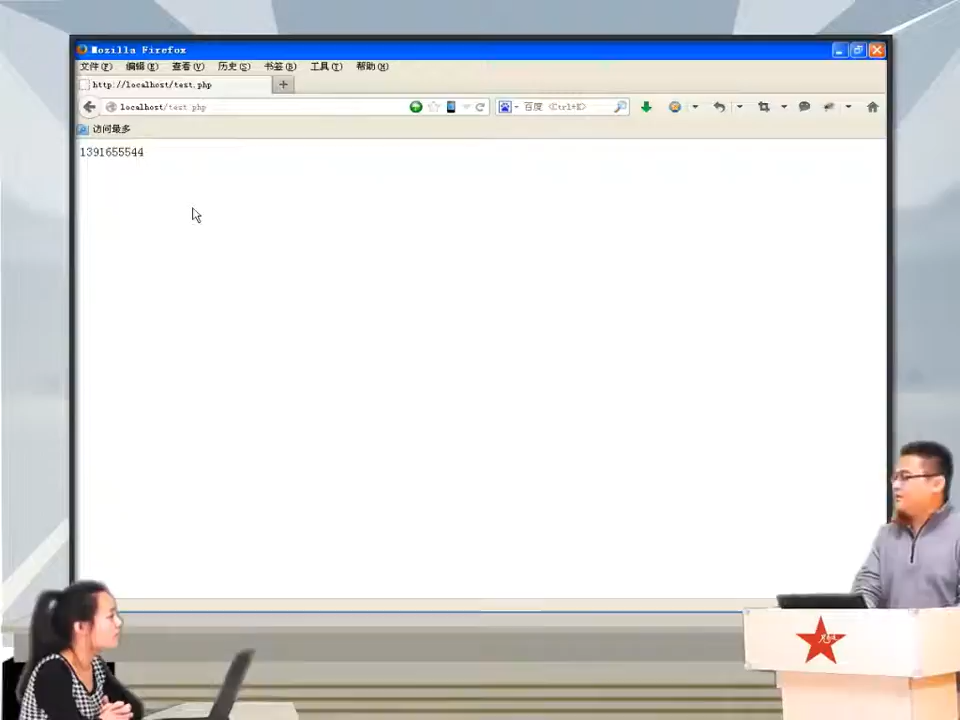 Mozilla Firefox
文件(F) 编辑(E) 查看(V) 历史(S) 书签(B) 工具(T) 帮助(H)
http://localhost/test.php
localhost/test.php
百度 <Ctrl+K>
访问最多
1391655544